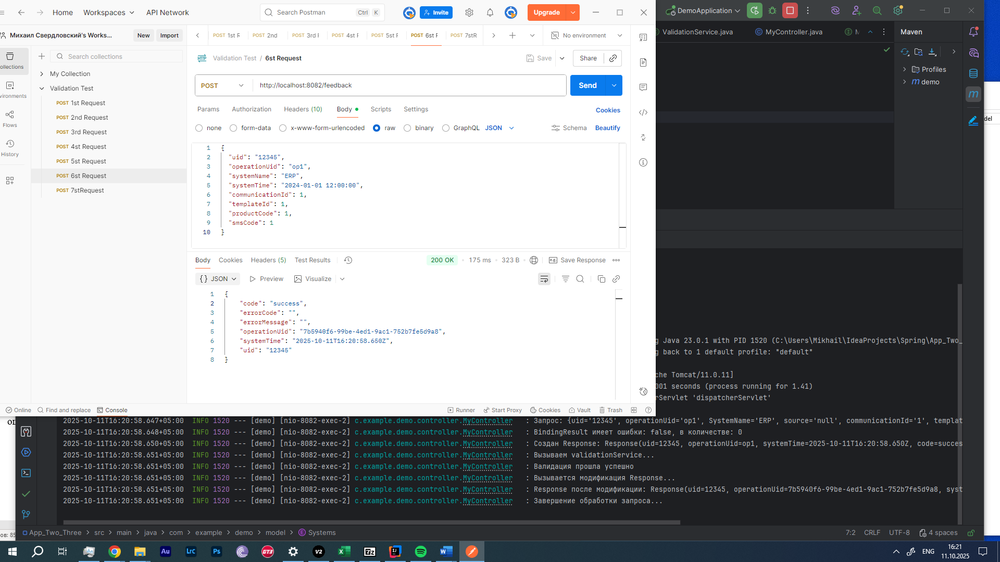 Home Workspaces API Network
Search Postman Ctrl K
Invite
Upgrade
DemoApplication
Михаил Свердловский's Works...
New Import
POST 1st R POST 2nd POST 3rd POST 4st F POST 5st F POST 6st F POST 7stR
No environment
ValidationService.java MyController.java
Maven
Profiles
demo
Search collections
My Collection
Validation Test
POST 1st Request
POST 2nd Request
POST 3rd Request
POST 4st Request
POST 5st Request
POST 6st Request
POST 7stRequest
ollections
vironments
Flows
History
Validation Test / 6st Request
Save Share
POST http://localhost:8082/feedback Send
Params Authorization Headers (10) Body Scripts Settings Cookies
none form-data x-www-form-urlencoded raw binary GraphQL JSON Schema Beautify
1 {
2 "uid": "12345",
3 "operationUid": "op1",
4 "systemName": "ERP",
5 "systemTime": "2024-01-01 12:00:00",
6 "communicationId": 1,
7 "templateId": 1,
8 "productCode": 1,
9 "smsCode": 1
10 }
Body Cookies Headers (5) Test Results 200 OK 175 ms 323 B Save Response
{} JSON Preview Visualize
1 {
2 "code": "success",
3 "errorCode": "",
4 "errorMessage": "",
5 "operationUid": "7b5940f6-99be-4ed1-9ac1-752b7fe5d9a8",
6 "systemTime": "2025-10-11T16:20:58.650Z",
7 "uid": "12345"
8 }
Online Find and replace Console Runner Start Proxy Cookies Vault Trash
del
g Java 23.0.1 with PID 1520 (C:\Users\Mikhail\IdeaProjects\Spring\App_Two_
g back to 1 default profile: "default"
che Tomcat/11.0.11]
001 seconds (process running for 1.41)
rServlet 'dispatcherServlet'
2025-10-11T16:20:58.647+05:00 INFO 1520 --- [demo] [nio-8082-exec-2] c.example.demo.controller.MyController : Запрос: {uid='12345', operationUid='op1', SystemName='ERP', source='null', communicationId='1', templat
2025-10-11T16:20:58.648+05:00 INFO 1520 --- [demo] [nio-8082-exec-2] c.example.demo.controller.MyController : BindingResult имеет ошибки: false, в количестве: 0
2025-10-11T16:20:58.650+05:00 INFO 1520 --- [demo] [nio-8082-exec-2] c.example.demo.controller.MyController : Создан Response: Response(uid=12345, operationUid=op1, systemTime=2025-10-11T16:20:58.650Z, code=succes
2025-10-11T16:20:58.651+05:00 INFO 1520 --- [demo] [nio-8082-exec-2] c.example.demo.controller.MyController : Вызываем validationService...
2025-10-11T16:20:58.651+05:00 INFO 1520 --- [demo] [nio-8082-exec-2] c.example.demo.controller.MyController : Валидация прошла успешно
2025-10-11T16:20:58.651+05:00 INFO 1520 --- [demo] [nio-8082-exec-2] c.example.demo.controller.MyController : Вызывается модификация Response...
2025-10-11T16:20:58.651+05:00 INFO 1520 --- [demo] [nio-8082-exec-2] c.example.demo.controller.MyController : Response после модификации: Response(uid=12345, operationUid=7b5940f6-99be-4ed1-9ac1-752b7fe5d9a8, syst
2025-10-11T16:20:58.651+05:00 INFO 1520 --- [demo] [nio-8082-exec-2] c.example.demo.controller.MyController : Завершение обработки запроса...
App_Two_Three > src > main > java > com > example > demo > model > Systems
7:2 CRLF UTF-8 4 spaces
Au LrC Ps GT3 V2 7z
ENG 16:21
11.10.2025